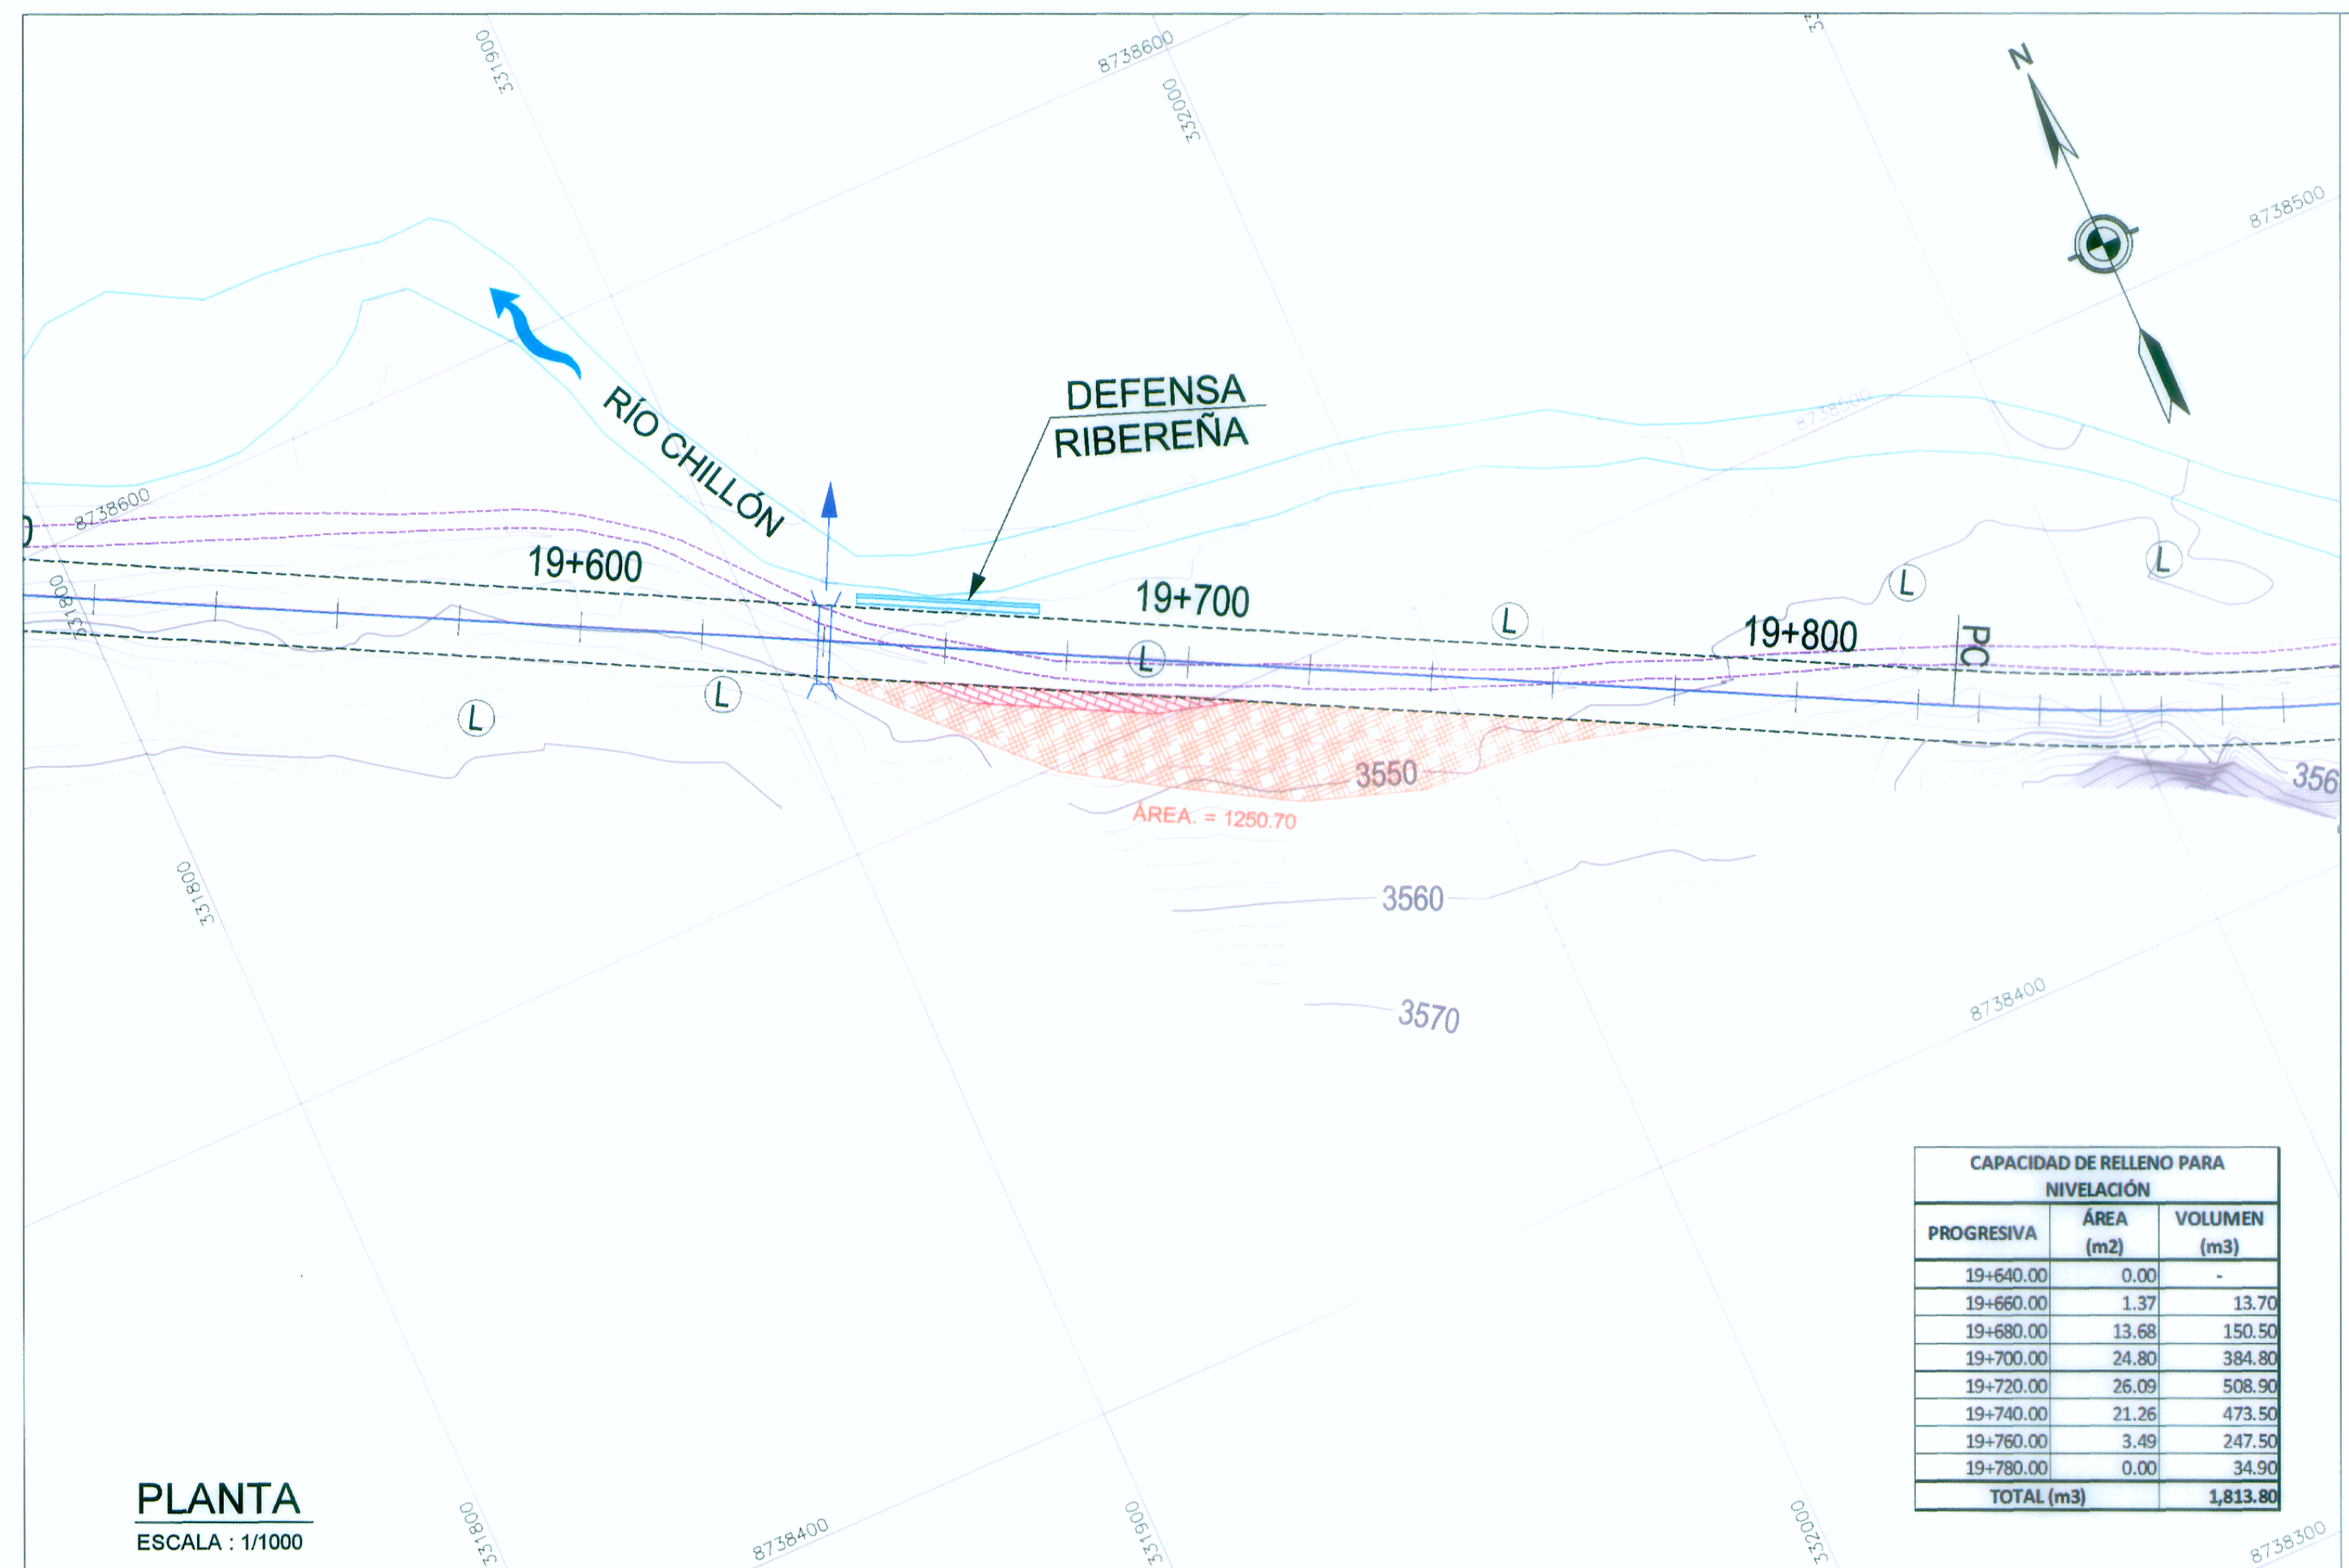 331900
8738600
332000
33
N
8738500
8738500
DEFENSA
RIBEREÑA
RÍO CHILLÓN
8738600
0
331800
19+600
19+700
19+800
PC
L
L
L
L
L
L
3550
356
ÁREA. = 1250.70
331800
3560
8738400
3570
CAPACIDAD DE RELLENO PARA
NIVELACIÓN
PROGRESIVA ÁREA (m2) VOLUMEN (m3)
19+640.00 0.00 -
19+660.00 1.37 13.70
19+680.00 13.68 150.50
19+700.00 24.80 384.80
19+720.00 26.09 508.90
19+740.00 21.26 473.50
19+760.00 3.49 247.50
19+780.00 0.00 34.90
TOTAL (m3) 1,813.80
PLANTA
ESCALA : 1/1000
331800
8738400
331900
332000
8738300